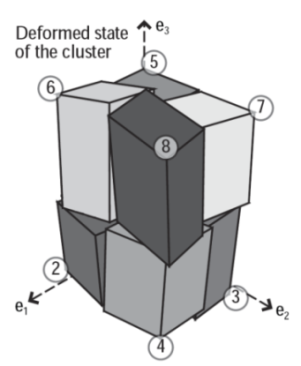 Deformed state
of the cluster
e₃
5
6
7
8
2
3
e₁
e₂
4